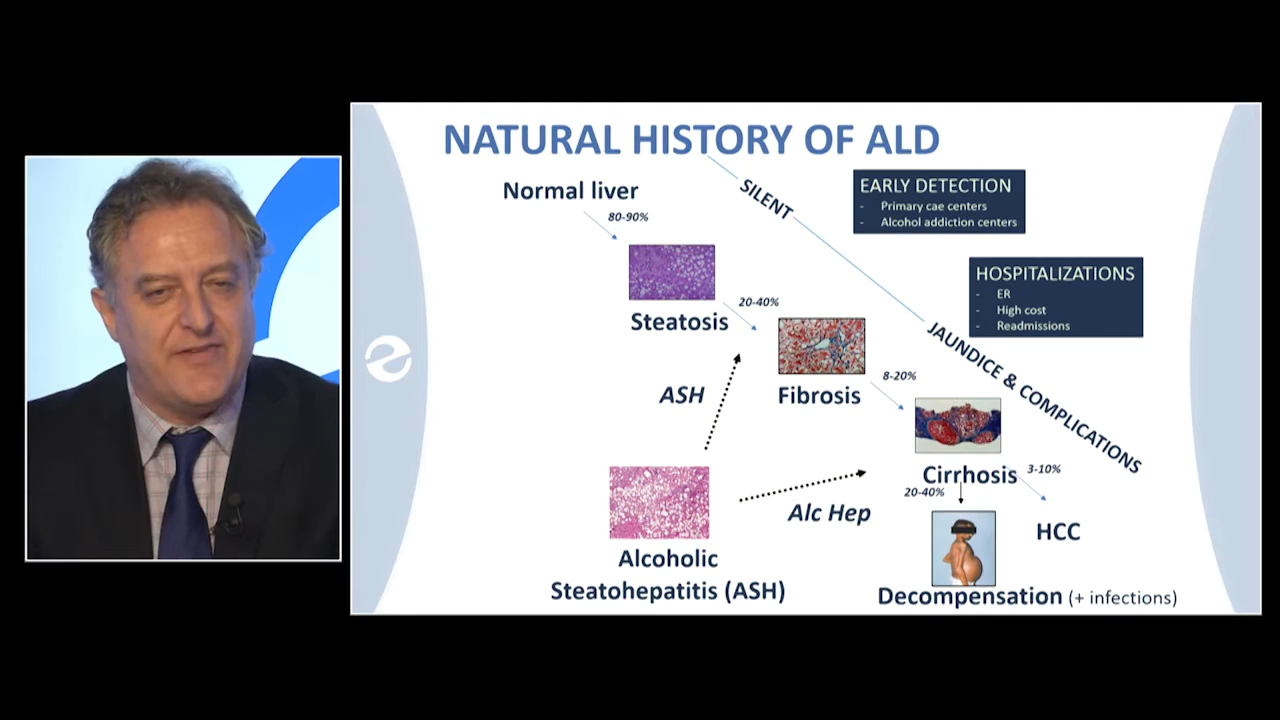 NATURAL HISTORY OF ALD
Normal liver
80-90%
SILENT
EARLY DETECTION
- Primary cae centers
- Alcohol addiction centers
HOSPITALIZATIONS
- ER
- High cost
- Readmissions
20-40%
Steatosis
JAUNDICE & COMPLICATIONS
8-20%
ASH
Fibrosis
Cirrhosis
3-10%
20-40%
Alc Hep
HCC
Alcoholic
Steatohepatitis (ASH)
Decompensation (+ infections)